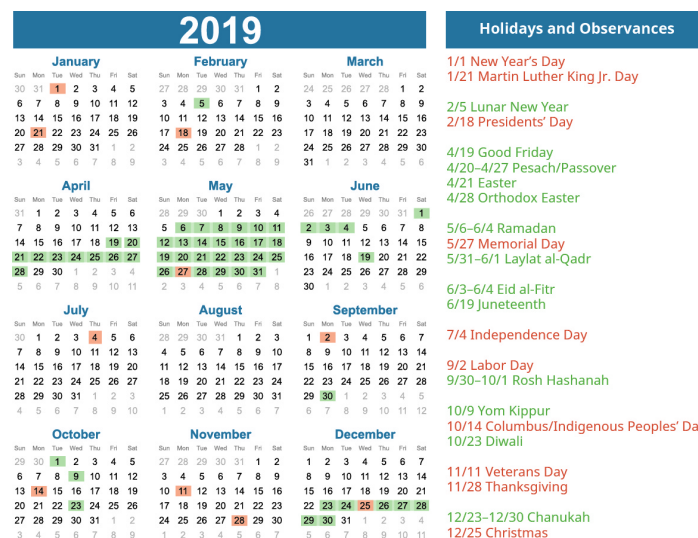 2019
January
Sun Mon Tue Wed Thu Fri Sat
30 31 1 2 3 4 5
6 7 8 9 10 11 12
13 14 15 16 17 18 19
20 21 22 23 24 25 26
27 28 29 30 31 1 2
3 4 5 6 7 8 9
February
Sun Mon Tue Wed Thu Fri Sat
27 28 29 30 31 1 2
3 4 5 6 7 8 9
10 11 12 13 14 15 16
17 18 19 20 21 22 23
24 25 26 27 28 1 2
3 4 5 6 7 8 9
March
Sun Mon Tue Wed Thu Fri Sat
24 25 26 27 28 1 2
3 4 5 6 7 8 9
10 11 12 13 14 15 16
17 18 19 20 21 22 23
24 25 26 27 28 29 30
31 1 2 3 4 5 6
April
Sun Mon Tue Wed Thu Fri Sat
31 1 2 3 4 5 6
7 8 9 10 11 12 13
14 15 16 17 18 19 20
21 22 23 24 25 26 27
28 29 30 1 2 3 4
5 6 7 8 9 10 11
May
Sun Mon Tue Wed Thu Fri Sat
28 29 30 1 2 3 4
5 6 7 8 9 10 11
12 13 14 15 16 17 18
19 20 21 22 23 24 25
26 27 28 29 30 31 1
2 3 4 5 6 7 8
June
Sun Mon Tue Wed Thu Fri Sat
26 27 28 29 30 31 1
2 3 4 5 6 7 8
9 10 11 12 13 14 15
16 17 18 19 20 21 22
23 24 25 26 27 28 29
30 1 2 3 4 5 6
July
Sun Mon Tue Wed Thu Fri Sat
30 1 2 3 4 5 6
7 8 9 10 11 12 13
14 15 16 17 18 19 20
21 22 23 24 25 26 27
28 29 30 31 1 2 3
4 5 6 7 8 9 10
August
Sun Mon Tue Wed Thu Fri Sat
28 29 30 31 1 2 3
4 5 6 7 8 9 10
11 12 13 14 15 16 17
18 19 20 21 22 23 24
25 26 27 28 29 30 31
1 2 3 4 5 6 7
September
Sun Mon Tue Wed Thu Fri Sat
1 2 3 4 5 6 7
8 9 10 11 12 13 14
15 16 17 18 19 20 21
22 23 24 25 26 27 28
29 30 1 2 3 4 5
6 7 8 9 10 11 12
October
Sun Mon Tue Wed Thu Fri Sat
29 30 1 2 3 4 5
6 7 8 9 10 11 12
13 14 15 16 17 18 19
20 21 22 23 24 25 26
27 28 29 30 31 1 2
3 4 5 6 7 8 9
November
Sun Mon Tue Wed Thu Fri Sat
27 28 29 30 31 1 2
3 4 5 6 7 8 9
10 11 12 13 14 15 16
17 18 19 20 21 22 23
24 25 26 27 28 29 30
1 2 3 4 5 6 7
December
Sun Mon Tue Wed Thu Fri Sat
1 2 3 4 5 6 7
8 9 10 11 12 13 14
15 16 17 18 19 20 21
22 23 24 25 26 27 28
29 30 31 1 2 3 4
5 6 7 8 9 10 11
Holidays and Observances
1/1 New Year’s Day
1/21 Martin Luther King Jr. Day
2/5 Lunar New Year
2/18 Presidents’ Day
4/19 Good Friday
4/20–4/27 Pesach/Passover
4/21 Easter
4/28 Orthodox Easter
5/6–6/4 Ramadan
5/27 Memorial Day
5/31–6/1 Laylat al-Qadr
6/3–6/4 Eid al-Fitr
6/19 Juneteenth
7/4 Independence Day
9/2 Labor Day
9/30–10/1 Rosh Hashanah
10/9 Yom Kippur
10/14 Columbus/Indigenous Peoples’ Da
10/23 Diwali
11/11 Veterans Day
11/28 Thanksgiving
12/23–12/30 Chanukah
12/25 Christmas